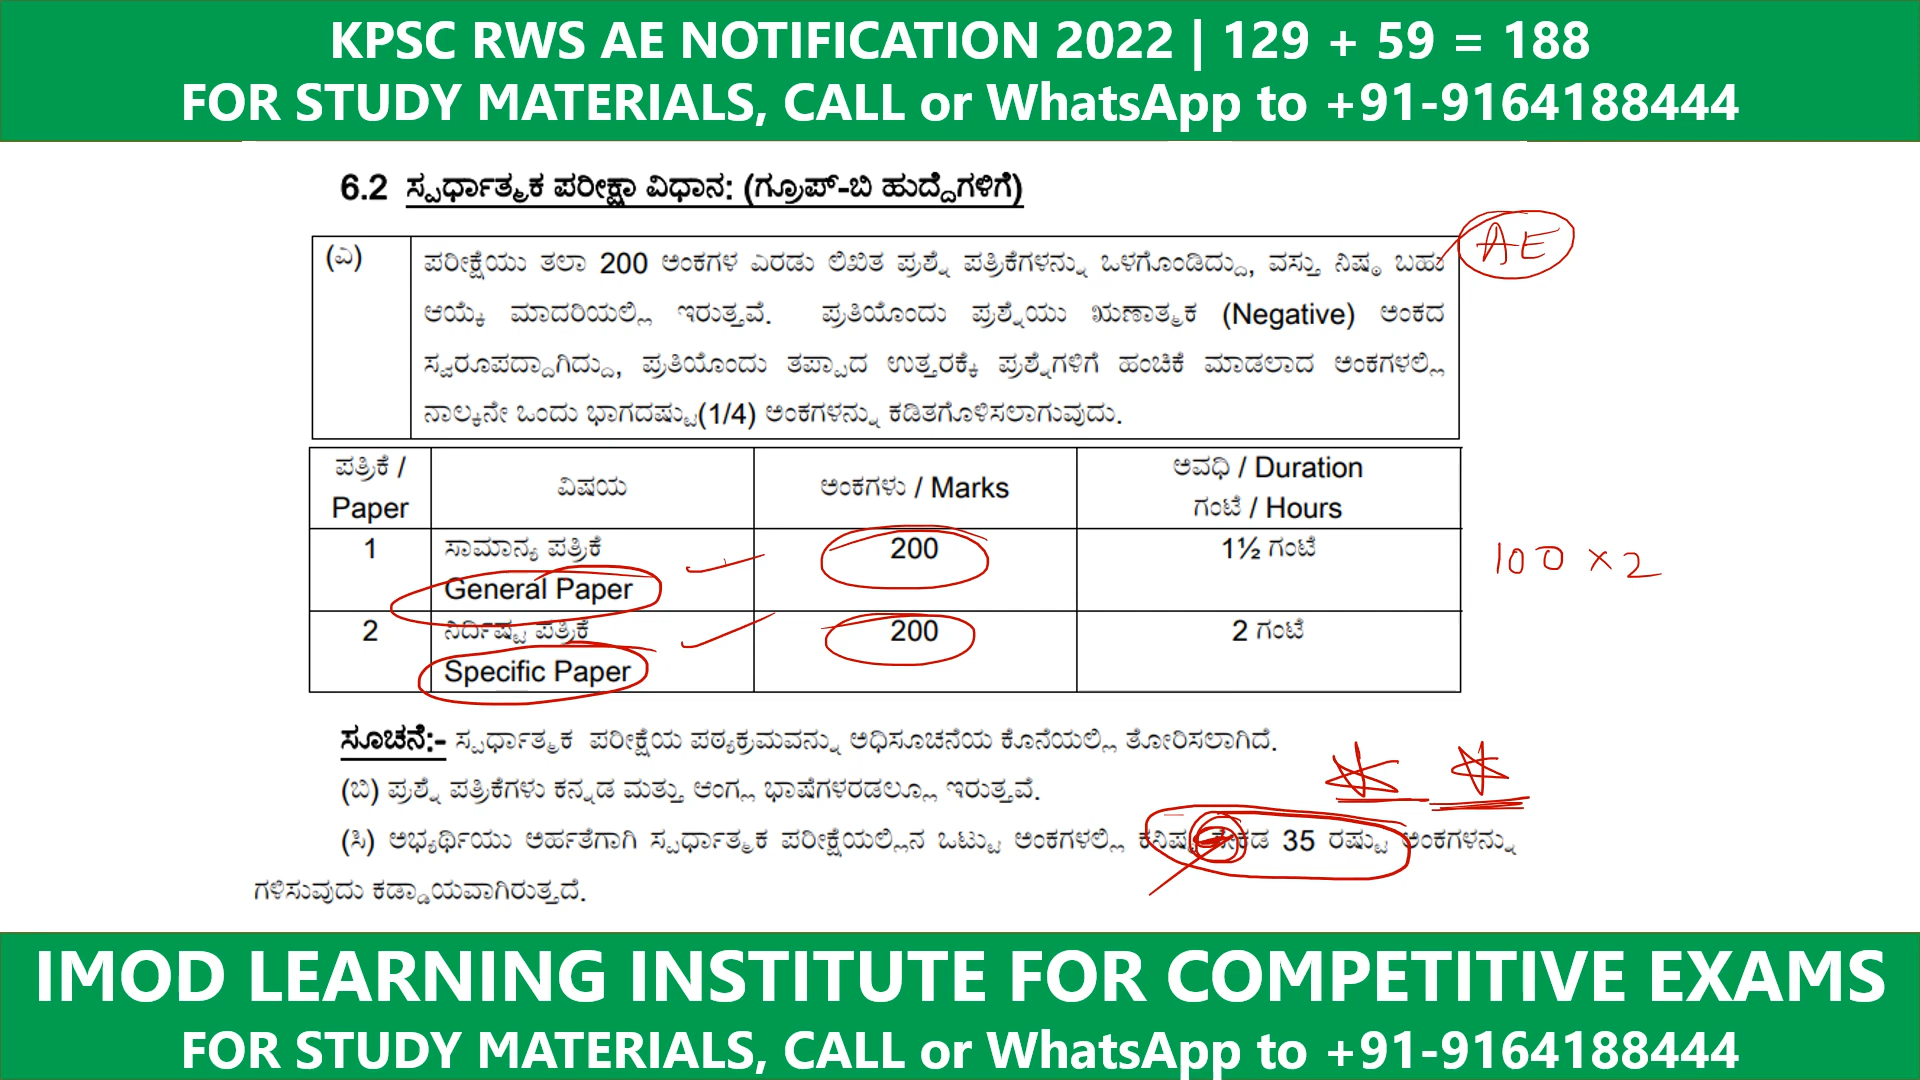 KPSC RWS AE NOTIFICATION 2022 | 129 + 59 = 188
FOR STUDY MATERIALS, CALL or WhatsApp to +91-9164188444
6.2 ಸ್ಪರ್ಧಾತ್ಮಕ ಪರೀಕ್ಷಾ ವಿಧಾನ: (ಗ್ರೂಪ್-ಬಿ ಹುದ್ದೆಗಳಿಗೆ)
AE
(ಎ) ಪರೀಕ್ಷೆಯು ತಲಾ 200 ಅಂಕಗಳ ಎರಡು ಲಿಖಿತ ಪ್ರಶ್ನೆ ಪತ್ರಿಕೆಗಳನ್ನು ಒಳಗೊಂಡಿದ್ದು, ವಸ್ತು ನಿಷ್ಠ ಬಹು
ಆಯ್ಕೆ ಮಾದರಿಯಲ್ಲಿ ಇರುತ್ತವೆ. ಪ್ರತಿಯೊಂದು ಪ್ರಶ್ನೆಯು ಋಣಾತ್ಮಕ (Negative) ಅಂಕದ
ಸ್ವರೂಪದ್ದಾಗಿದ್ದು, ಪ್ರತಿಯೊಂದು ತಪ್ಪಾದ ಉತ್ತರಕ್ಕೆ ಪ್ರಶ್ನೆಗಳಿಗೆ ಹಂಚಿಕೆ ಮಾಡಲಾದ ಅಂಕಗಳಲ್ಲಿ
ನಾಲ್ಕನೇ ಒಂದು ಭಾಗದಷ್ಟು(1/4) ಅಂಕಗಳನ್ನು ಕಡಿತಗೊಳಿಸಲಾಗುವುದು.
ಪತ್ರಿಕೆ / Paper
ವಿಷಯ
ಅಂಕಗಳು / Marks
ಅವಧಿ / Duration
ಗಂಟೆ / Hours
1 ಸಾಮಾನ್ಯ ಪತ್ರಿಕೆ 200 1½ ಗಂಟೆ
General Paper
100 × 2
2 ನಿರ್ದಿಷ್ಟ ಪತ್ರಿಕೆ 200 2 ಗಂಟೆ
Specific Paper
ಸೂಚನೆ:- ಸ್ಪರ್ಧಾತ್ಮಕ ಪರೀಕ್ಷೆಯ ಪಠ್ಯಕ್ರಮವನ್ನು ಅಧಿಸೂಚನೆಯ ಕೊನೆಯಲ್ಲಿ ತೋರಿಸಲಾಗಿದೆ.
(ಬಿ) ಪ್ರಶ್ನೆ ಪತ್ರಿಕೆಗಳು ಕನ್ನಡ ಮತ್ತು ಆಂಗ್ಲ ಭಾಷೆಗಳರಡಲ್ಲೂ ಇರುತ್ತವೆ.
(ಸಿ) ಅಭ್ಯರ್ಥಿಯು ಅರ್ಹತೆಗಾಗಿ ಸ್ಪರ್ಧಾತ್ಮಕ ಪರೀಕ್ಷೆಯಲ್ಲಿನ ಒಟ್ಟು ಅಂಕಗಳಲ್ಲಿ ಕನಿಷ್ಠ 35 ರಷ್ಟು ಅಂಕಗಳನ್ನು
ಗಳಿಸುವುದು ಕಡ್ಡಾಯವಾಗಿರುತ್ತದೆ.
IMOD LEARNING INSTITUTE FOR COMPETITIVE EXAMS
FOR STUDY MATERIALS, CALL or WhatsApp to +91-9164188444